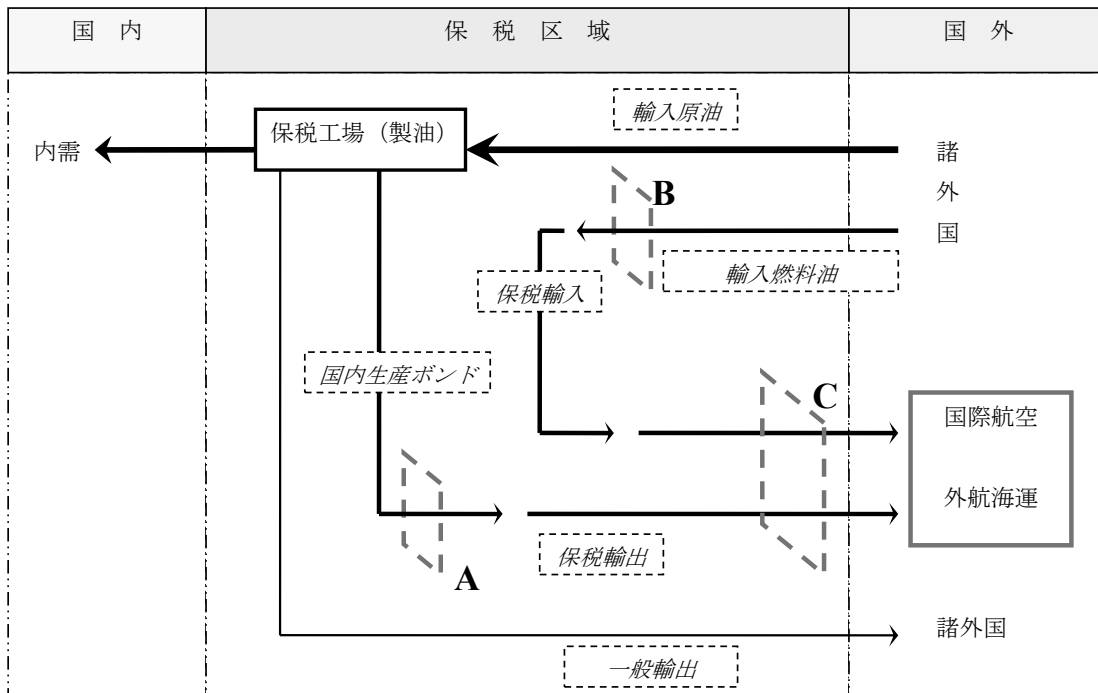 国　内
保　税　区　域
国　外
輸入原油
保税工場（製油）
内需
諸
外
国
B
輸入燃料油
保税輸入
国内生産ボンド
C
国際航空
外航海運
A
保税輸出
諸外国
一般輸出